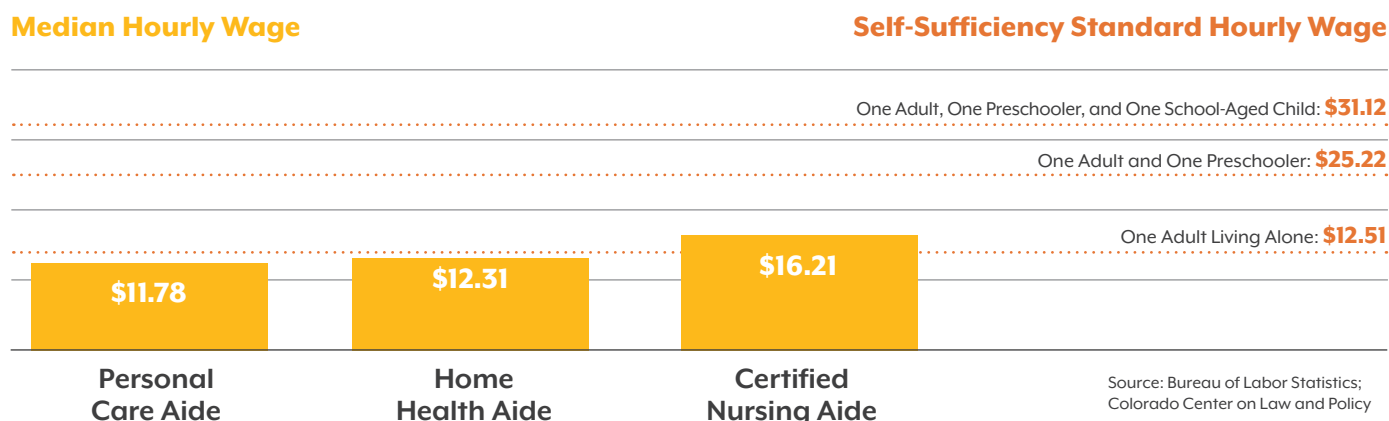 Median Hourly Wage
Self-Sufficiency Standard Hourly Wage
One Adult, One Preschooler, and One School-Aged Child: $31.12
One Adult and One Preschooler: $25.22
One Adult Living Alone: $12.51
$11.78
$12.31
$16.21
Personal
Care Aide
Home
Health Aide
Certified
Nursing Aide
Source: Bureau of Labor Statistics;
Colorado Center on Law and Policy